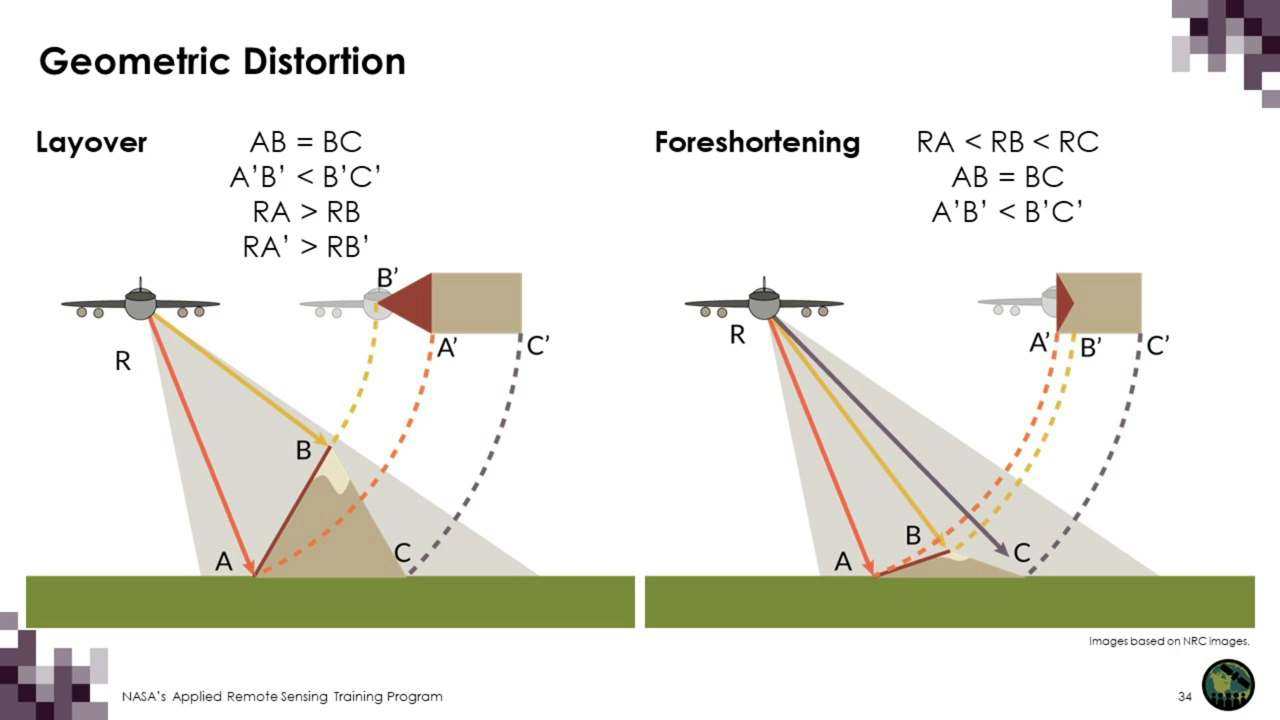 Geometric Distortion
Layover
AB = BC
A’B’ < B’C’
RA > RB
RA’ > RB’
B’
A’
C’
R
B
A
C
Foreshortening
RA < RB < RC
AB = BC
A’B’ < B’C’
R
A’
B’
C’
B
A
C
Images based on NRC images.
NASA’s Applied Remote Sensing Training Program
34